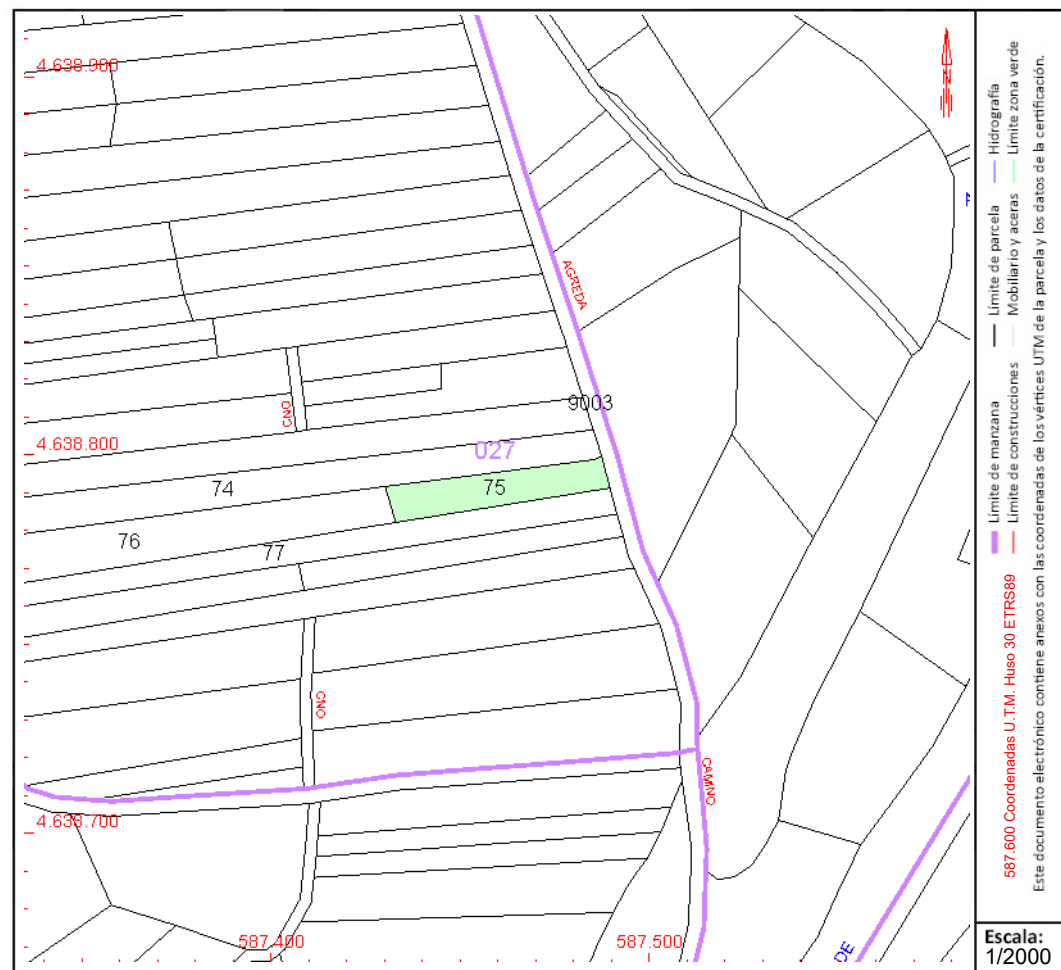 4.638.900
AGREDA
9003
CNO
4.638.800
027
74
75
76
77
CNO
CAMINO
4.638.700
587.400
587.500
DE
N
587.600 Coordenadas U.T.M. Huso 30 ETRS89
Límite de manzana
Límite de construcciones
Límite de parcela
Mobiliario y aceras
Hidrografía
Límite zona verde
Este documento electrónico contiene anexos con las coordenadas de los vértices UTM de la parcela y los datos de la certificación.
Escala:
1/2000